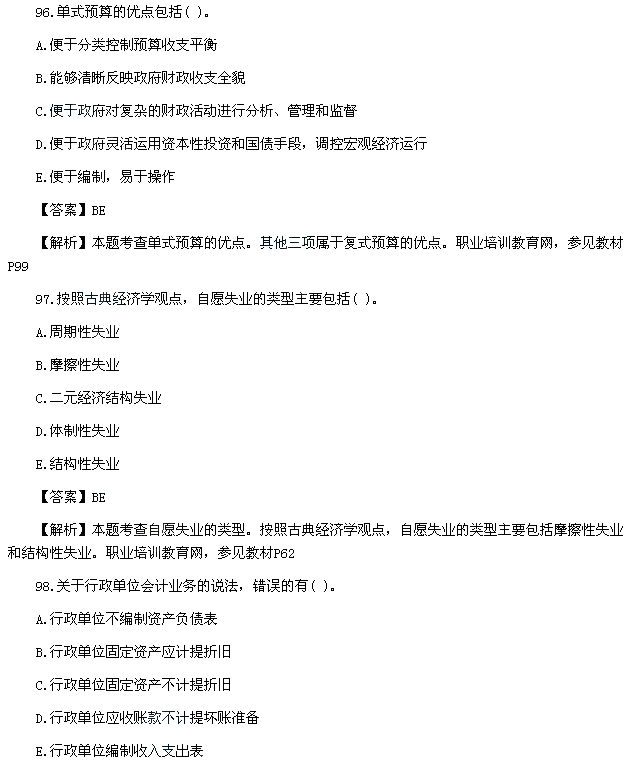 96.单式预算的优点包括( )。
A.便于分类控制预算收支平衡
B.能够清晰反映政府财政收支全貌
C.便于政府对复杂的财政活动进行分析、管理和监督
D.便于政府灵活运用资本性投资和国债手段，调控宏观经济运行
E.便于编制，易于操作
【答案】BE
【解析】本题考查单式预算的优点。其他三项属于复式预算的优点。职业培训教育网，参见教材
P99
97.按照古典经济学观点，自愿失业的类型主要包括( )。
A.周期性失业
B.摩擦性失业
C.二元经济结构失业
D.体制性失业
E.结构性失业
【答案】BE
【解析】本题考查自愿失业的类型。按照古典经济学观点，自愿失业的类型主要包括摩擦性失业
和结构性失业。职业培训教育网，参见教材P62
98.关于行政单位会计业务的说法，错误的有( )。
A.行政单位不编制资产负债表
B.行政单位固定资产应计提折旧
C.行政单位固定资产不计提折旧
D.行政单位应收账款不计提坏账准备
E.行政单位编制收入支出表